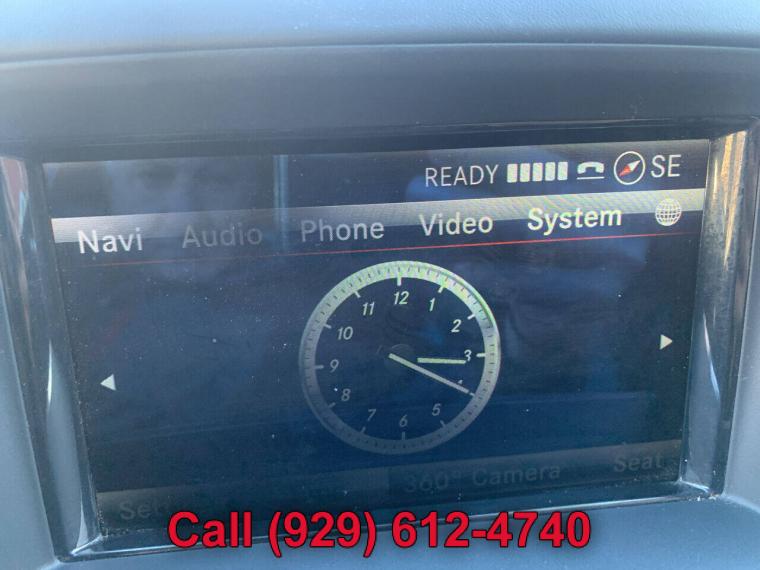 READY SE
Navi Audio Phone Video System
12
11 1
10 2
9 3
8 4
7 5
6
360° Camera Seat
Call (929) 612-4740